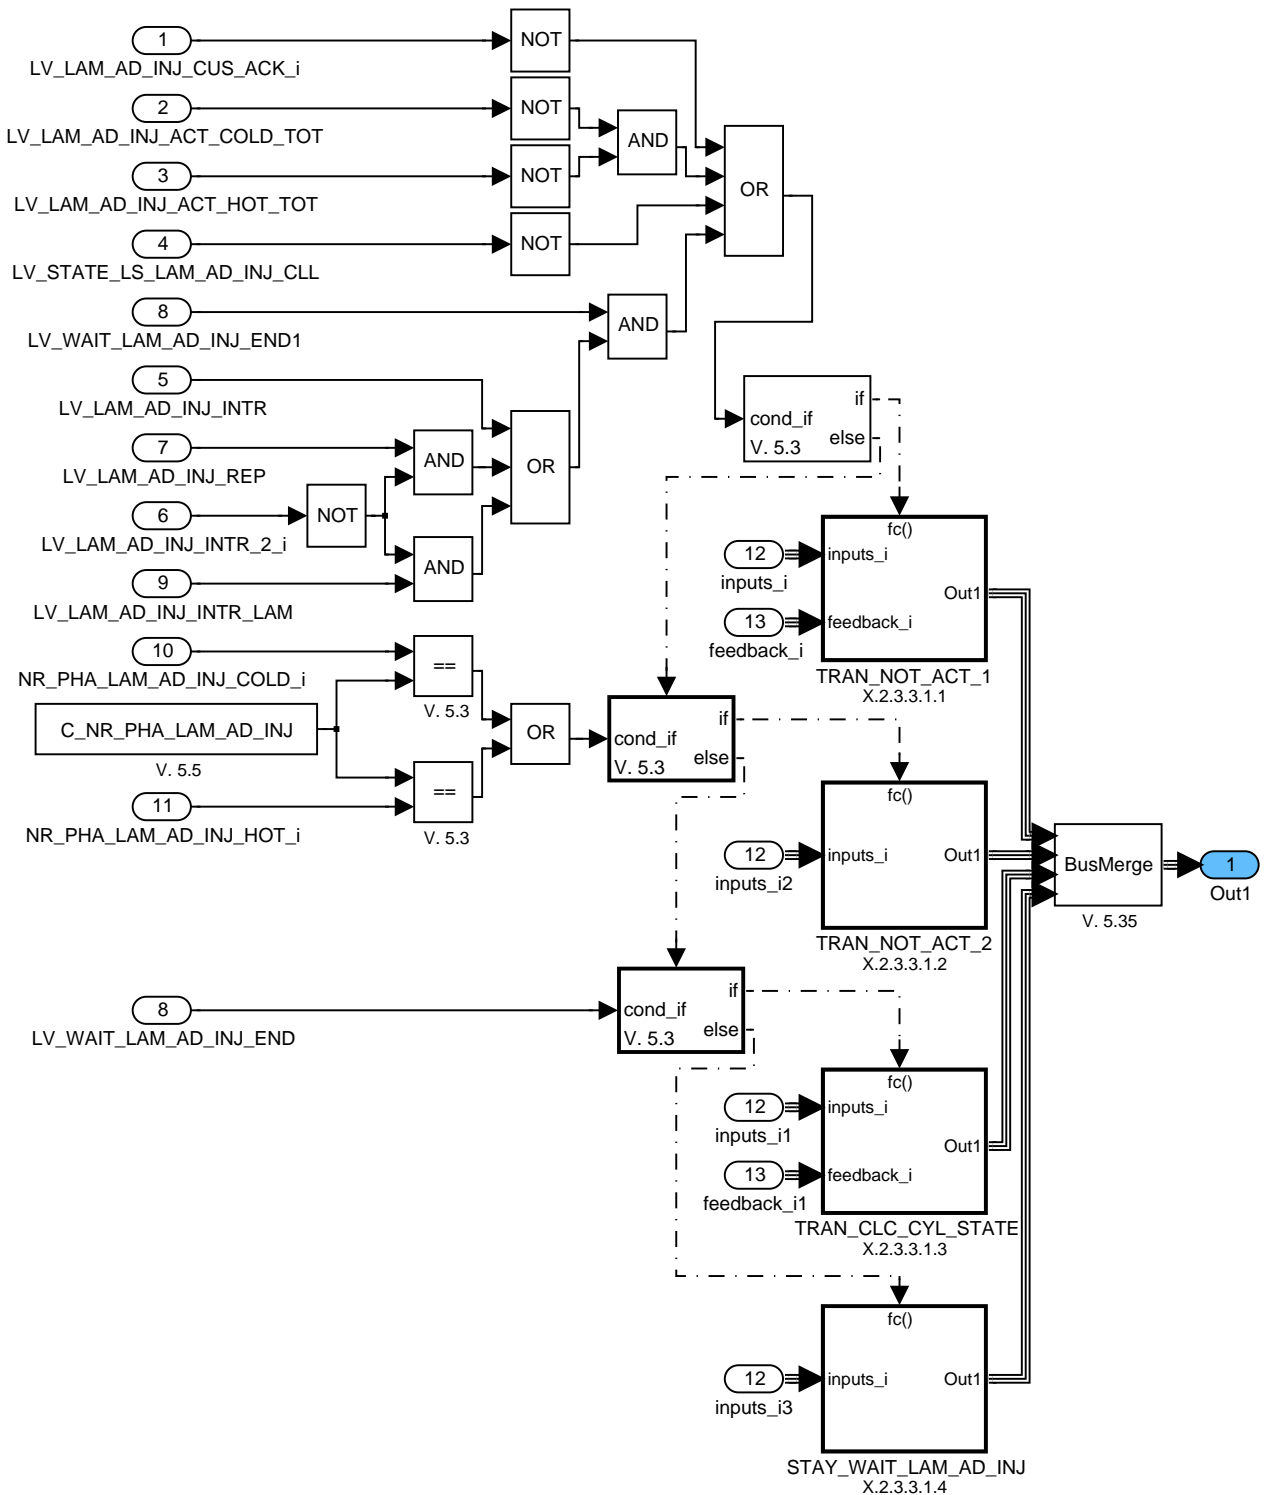 1
NOT
LV_LAM_AD_INJ_CUS_ACK_i
2
NOT
LV_LAM_AD_INJ_ACT_COLD_TOT
AND
3
NOT
LV_LAM_AD_INJ_ACT_HOT_TOT
OR
4
NOT
LV_STATE_LS_LAM_AD_INJ_CLL
8
AND
LV_WAIT_LAM_AD_INJ_END1
5
LV_LAM_AD_INJ_INTR
7
AND
OR
LV_LAM_AD_INJ_REP
6
NOT
LV_LAM_AD_INJ_INTR_2_i
9
AND
LV_LAM_AD_INJ_INTR_LAM
if
cond_if
else
V. 5.3
fc()
12
inputs_i
inputs_i
Out1
13
feedback_i
feedback_i
TRAN_NOT_ACT_1
X.2.3.3.1.1
10
==
NR_PHA_LAM_AD_INJ_COLD_i
V. 5.3
C_NR_PHA_LAM_AD_INJ
V. 5.5
OR
11
==
NR_PHA_LAM_AD_INJ_HOT_i
V. 5.3
if
cond_if
else
V. 5.3
fc()
12
inputs_i
Out1
inputs_i2
TRAN_NOT_ACT_2
X.2.3.3.1.2
BusMerge
V. 5.35
1
Out1
8
LV_WAIT_LAM_AD_INJ_END
if
cond_if
else
V. 5.3
fc()
12
inputs_i
inputs_i1
Out1
13
feedback_i
feedback_i1
TRAN_CLC_CYL_STATE
X.2.3.3.1.3
fc()
12
inputs_i
Out1
inputs_i3
STAY_WAIT_LAM_AD_INJ
X.2.3.3.1.4